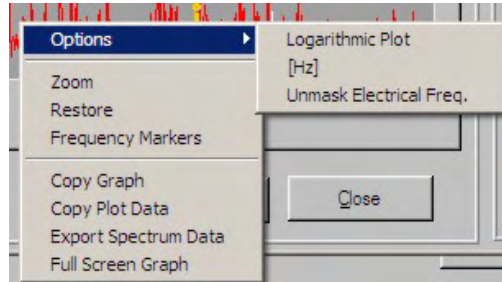 Options
Logarithmic Plot
[Hz]
Unmask Electrical Freq.
Zoom
Restore
Frequency Markers
Copy Graph
Copy Plot Data
Export Spectrum Data
Full Screen Graph
Close